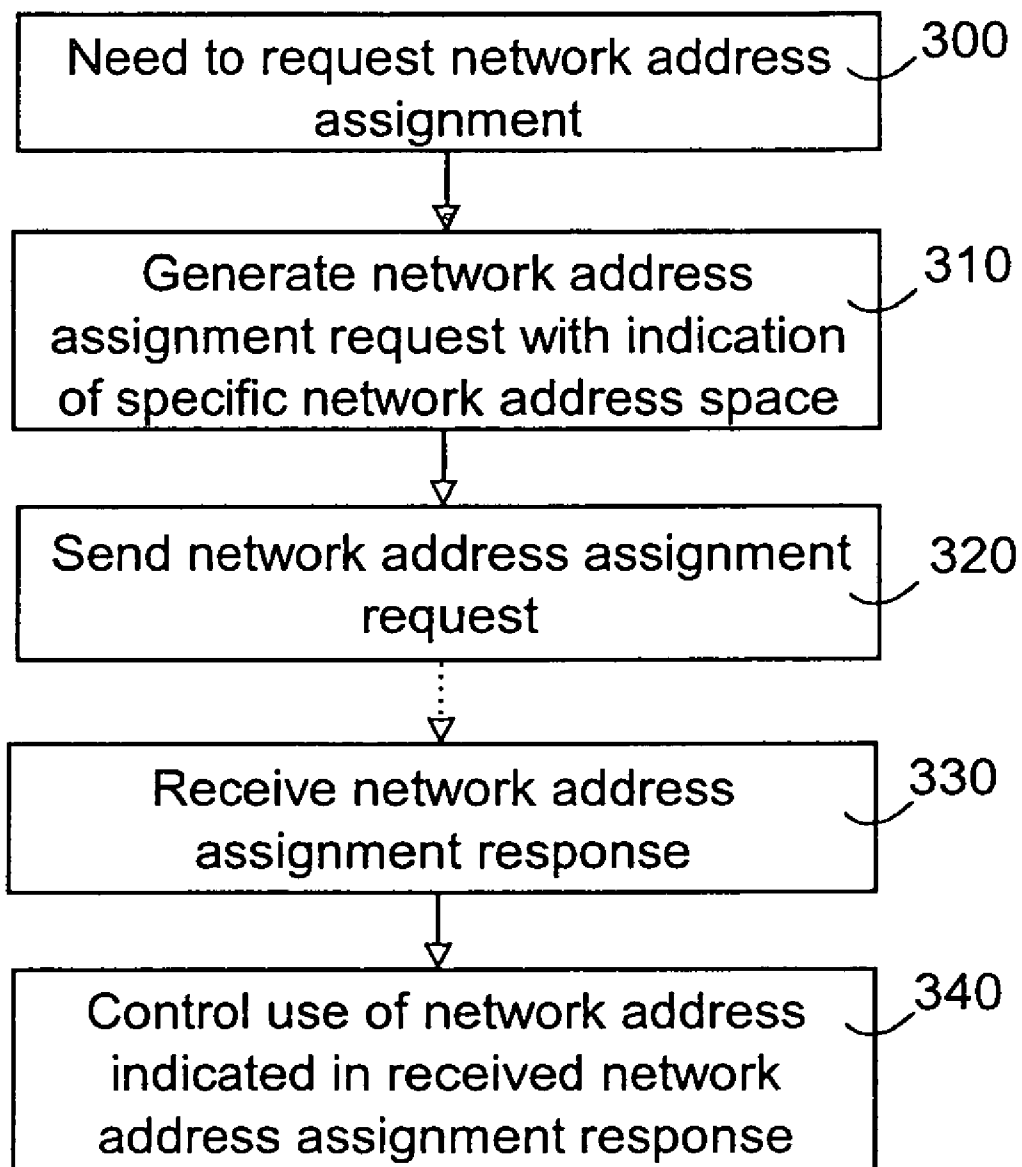 Need to request network address
assignment
300
Generate network address
assignment request with indication
of specific network address space
310
Send network address assignment
request
320
Receive network address
assignment response
330
Control use of network address
indicated in received network
address assignment response
340